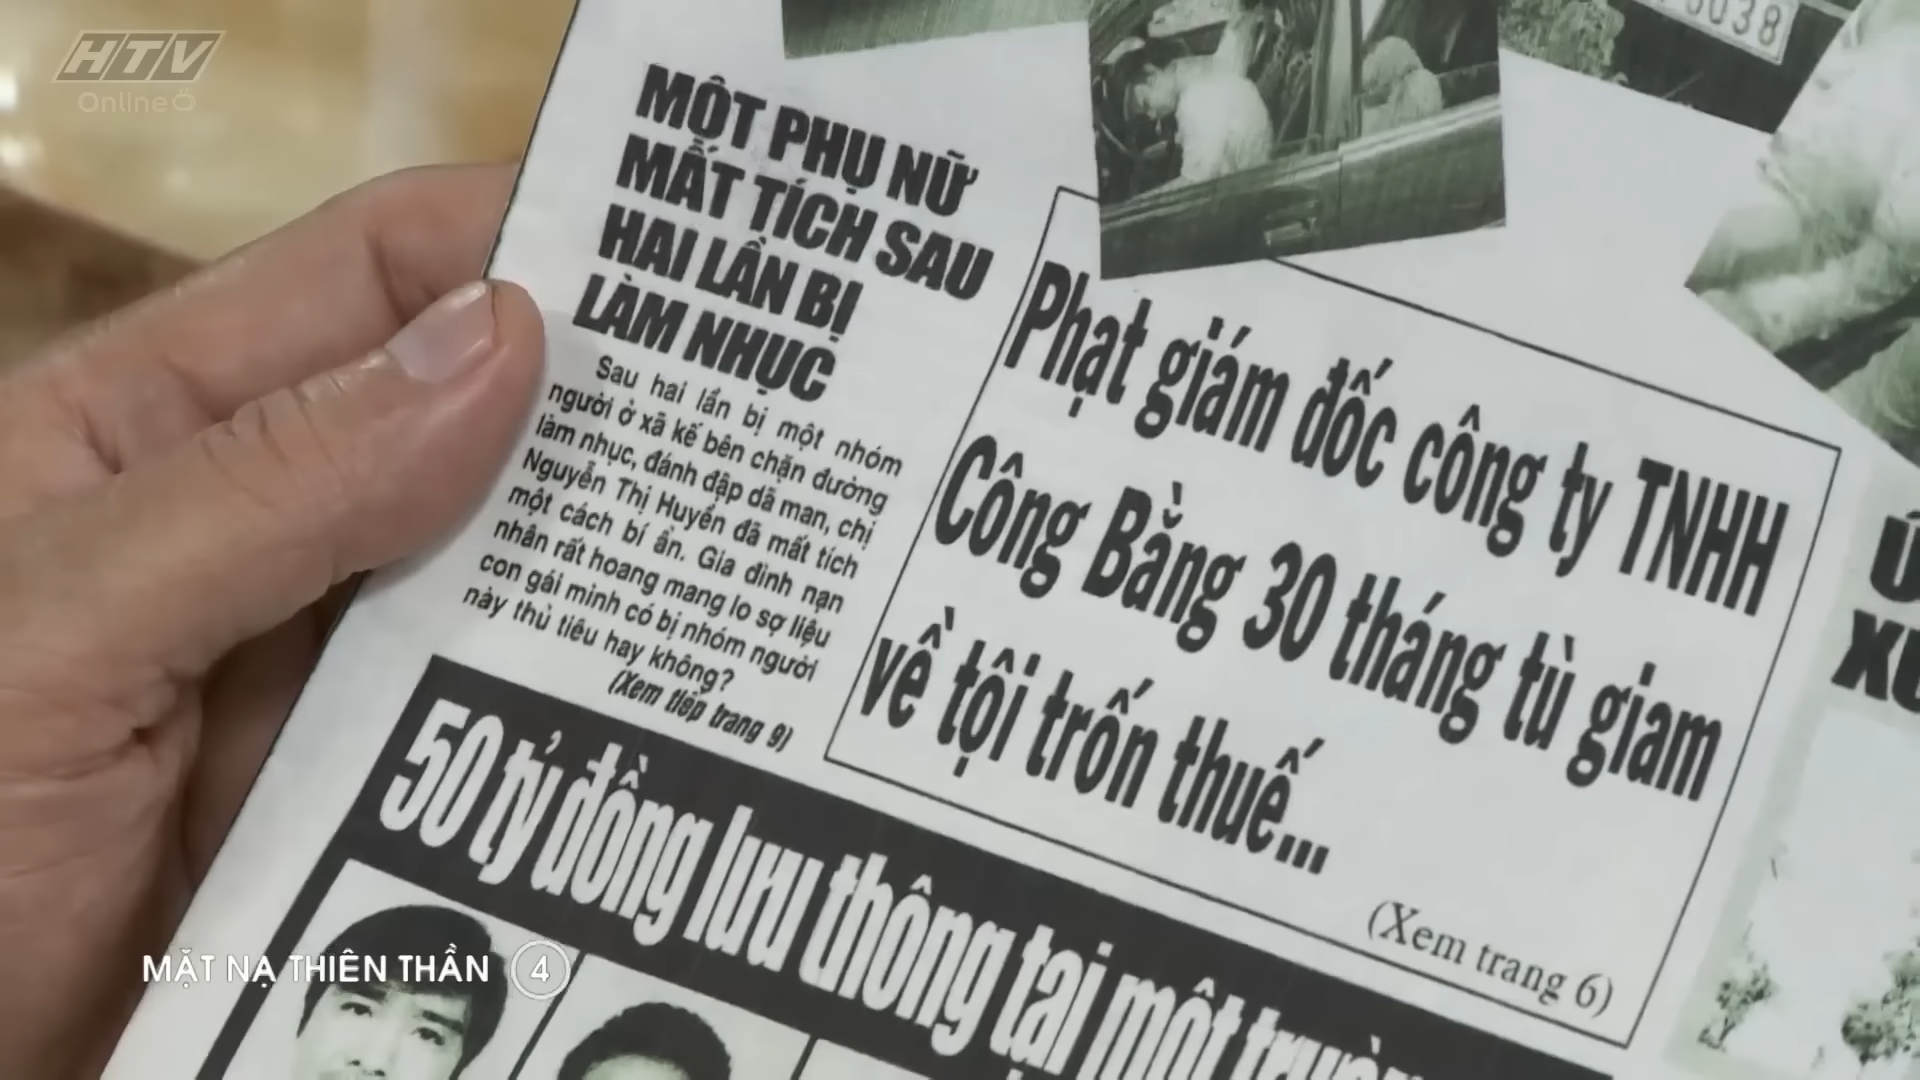 HTV
Online
3038
MỘT PHỤ NỮ
MẤT TÍCH SAU
HAI LẦN BỊ
LÀM NHỤC
Sau hai lần bị một nhóm
người ở xã kế bên chặn đường
làm nhục, đánh đập dã man, chị
Nguyễn Thị Huyền đã mất tích
một cách bí ẩn. Gia đình nạn
nhân rất hoang mang lo sợ liệu
con gái mình có bị nhóm người
này thủ tiêu hay không?
(Xem tiếp trang 9)
Phạt giám đốc công ty TNHH
Công Bằng 30 tháng tù giam
về tội trốn thuế...
(Xem trang 6)
50 tỷ đồng lưu thông tại một
MẶT NẠ THIÊN THẦN 4